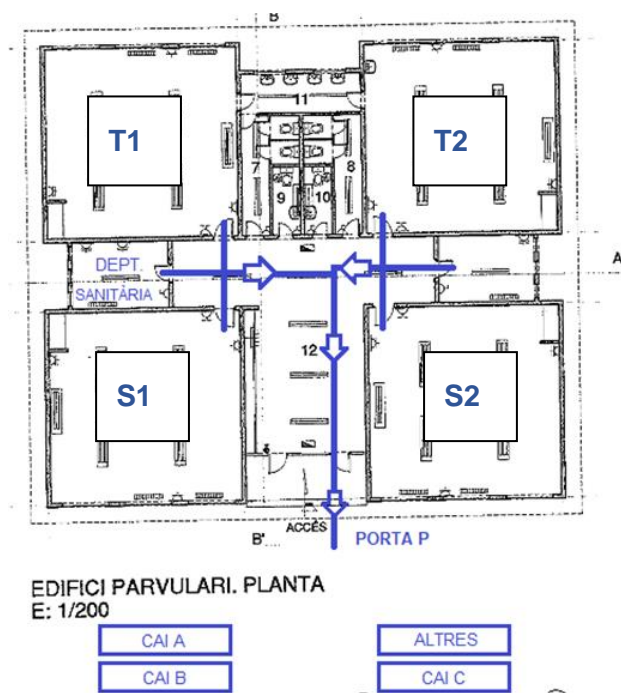 B
11
T1
T2
7
9
10
8
DEPT.
SANITÀRIA
A
12
S1
S2
ACCÉS
B'
PORTA P
EDIFICI PARVULARI. PLANTA
E: 1/200
CAI A
ALTRES
CAI B
CAI C